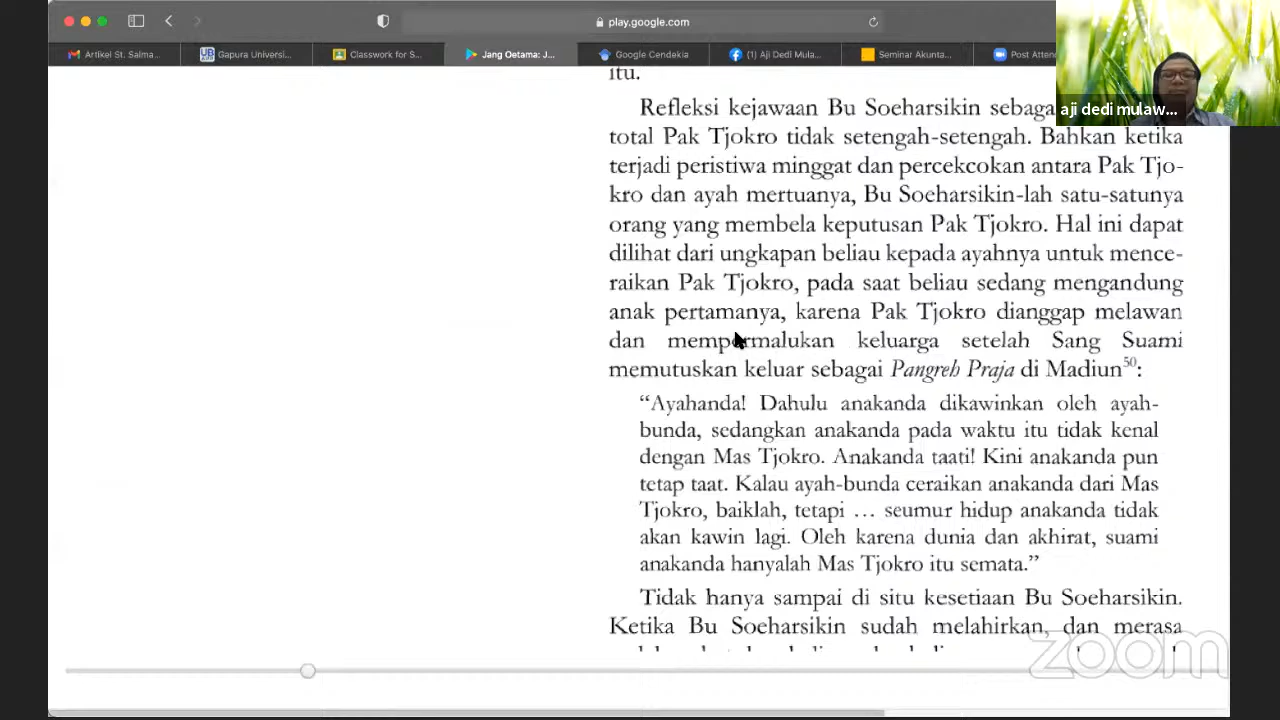 play.google.com
Artikel St. Salma...
Gapura Universi...
Classwork for S...
Jang Oetama: J...
Google Cendekia
(1) Aji Dedi Mula...
Seminar Akunta...
Post Atten
aji dedi mulaw...
itu.
Refleksi kejawaan Bu Soeharsikin sebaga
total Pak Tjokro tidak setengah-setengah. Bahkan ketika
terjadi peristiwa minggat dan percekcokan antara Pak Tjo-
kro dan ayah mertuanya, Bu Soeharsikin-lah satu-satunya
orang yang membela keputusan Pak Tjokro. Hal ini dapat
dilihat dari ungkapan beliau kepada ayahnya untuk mence-
raikan Pak Tjokro, pada saat beliau sedang mengandung
anak pertamanya, karena Pak Tjokro dianggap melawan
dan mempermalukan keluarga setelah Sang Suami
memutuskan keluar sebagai Pangreh Praja di Madiun50:
“Ayahanda! Dahulu anakanda dikawinkan oleh ayah-
bunda, sedangkan anakanda pada waktu itu tidak kenal
dengan Mas Tjokro. Anakanda taati! Kini anakanda pun
tetap taat. Kalau ayah-bunda ceraikan anakanda dari Mas
Tjokro, baiklah, tetapi … seumur hidup anakanda tidak
akan kawin lagi. Oleh karena dunia dan akhirat, suami
anakanda hanyalah Mas Tjokro itu semata.”
Tidak hanya sampai di situ kesetiaan Bu Soeharsikin.
Ketika Bu Soeharsikin sudah melahirkan, dan merasa
zoom